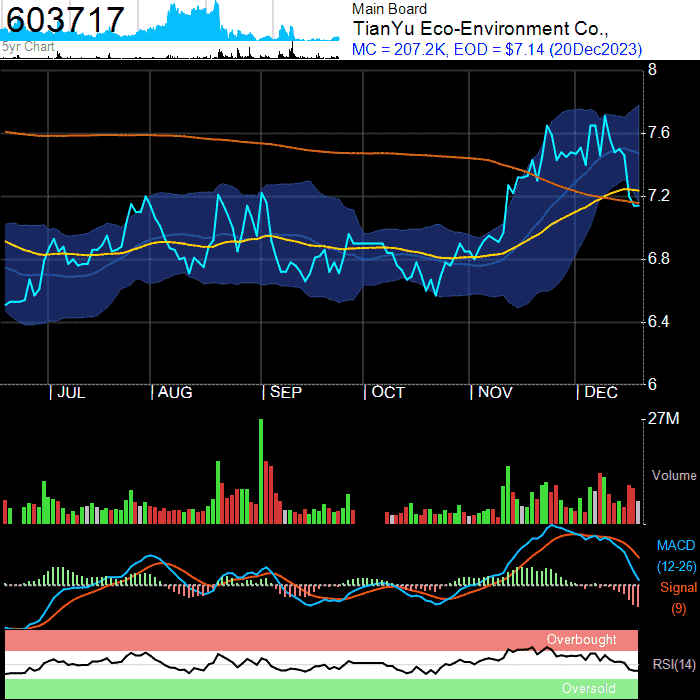 603717
5yr Chart
Main Board
TianYu Eco-Environment Co.,
MC = 207.2K, EOD = $7.14 (20Dec2023)
8
7.6
7.2
6.8
6.4
6
| JUL | AUG | SEP | OCT | NOV | DEC
27M
Volume
MACD
(12-26)
Signal
(9)
Overbought
RSI(14)
Oversold